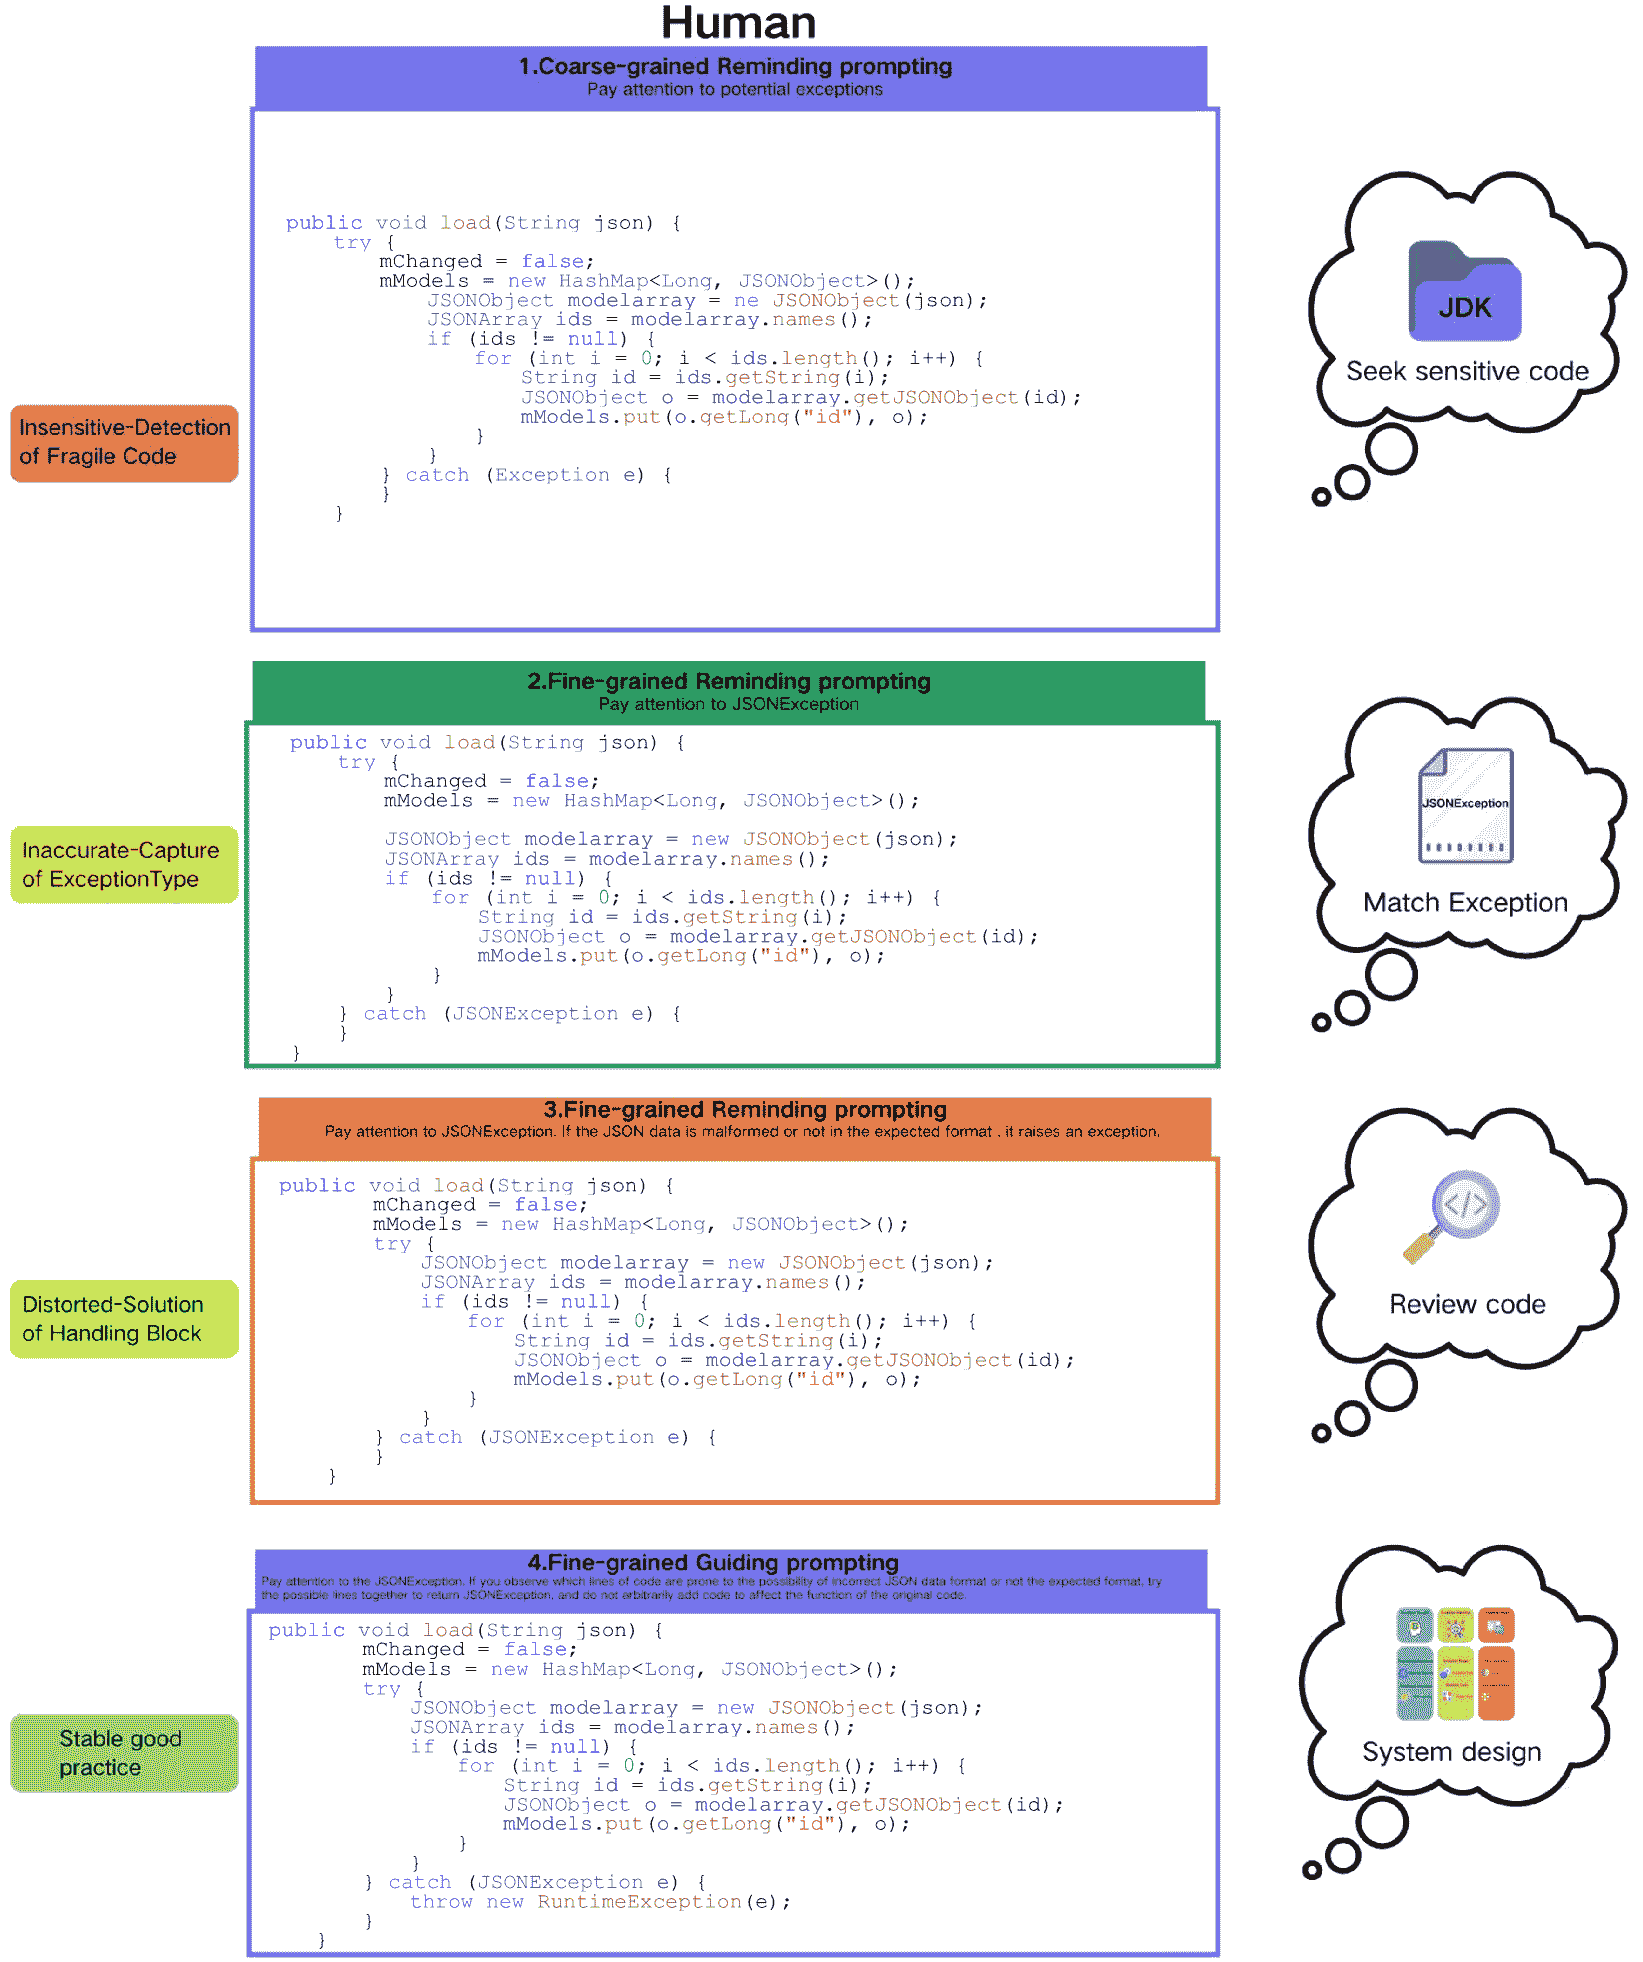 Human
1.Coarse-grained Reminding prompting
Pay attention to potential exceptions
public void load(String json) {
try {
mChanged = false;
mModels = new HashMap<Long, JSONObject>();
JSONObject modelarray = ne JSONObject(json);
JSONArray ids = modelarray.names();
if (ids != null) {
for (int i = 0; i < ids.length(); i++) {
String id = ids.getString(i);
JSONObject o = modelarray.getJSONObject(id);
mModels.put(o.getLong("id"), o);
}
}
} catch (Exception e) {
}
}
Insensitive-Detection
of Fragile Code
JDK
Seek sensitive code
2.Fine-grained Reminding prompting
Pay attention to JSONException
public void load(String json) {
try {
mChanged = false;
mModels = new HashMap<Long, JSONObject>();
JSONObject modelarray = new JSONObject(json);
JSONArray ids = modelarray.names();
if (ids != null) {
for (int i = 0; i < ids.length(); i++) {
String id = ids.getString(i);
JSONObject o = modelarray.getJSONObject(id);
mModels.put(o.getLong("id"), o);
}
}
} catch (JSONException e) {
}
}
Inaccurate-Capture
of ExceptionType
JSONException
Match Exception
3.Fine-grained Reminding prompting
Pay attention to JSONException. If the JSON data is malformed or not in the expected format , it raises an exception.
public void load(String json) {
mChanged = false;
mModels = new HashMap<Long, JSONObject>();
try {
JSONObject modelarray = new JSONObject(json);
JSONArray ids = modelarray.names();
if (ids != null) {
for (int i = 0; i < ids.length(); i++) {
String id = ids.getString(i);
JSONObject o = modelarray.getJSONObject(id);
mModels.put(o.getLong("id"), o);
}
}
} catch (JSONException e) {
}
}
Distorted-Solution
of Handling Block
</>
Review code
4.Fine-grained Guiding prompting
Pay attention to the JSONException. If you observe which lines of code are prone to the possibility of incorrect JSON data format or not the expected format, try
the possible lines together to return JSONException, and do not arbitrarily add code to affect the function of the original code.
public void load(String json) {
mChanged = false;
mModels = new HashMap<Long, JSONObject>();
try {
JSONObject modelarray = new JSONObject(json);
JSONArray ids = modelarray.names();
if (ids != null) {
for (int i = 0; i < ids.length(); i++) {
String id = ids.getString(i);
JSONObject o = modelarray.getJSONObject(id);
mModels.put(o.getLong("id"), o);
}
}
} catch (JSONException e) {
throw new RuntimeException(e);
}
}
Stable good
practice
System design